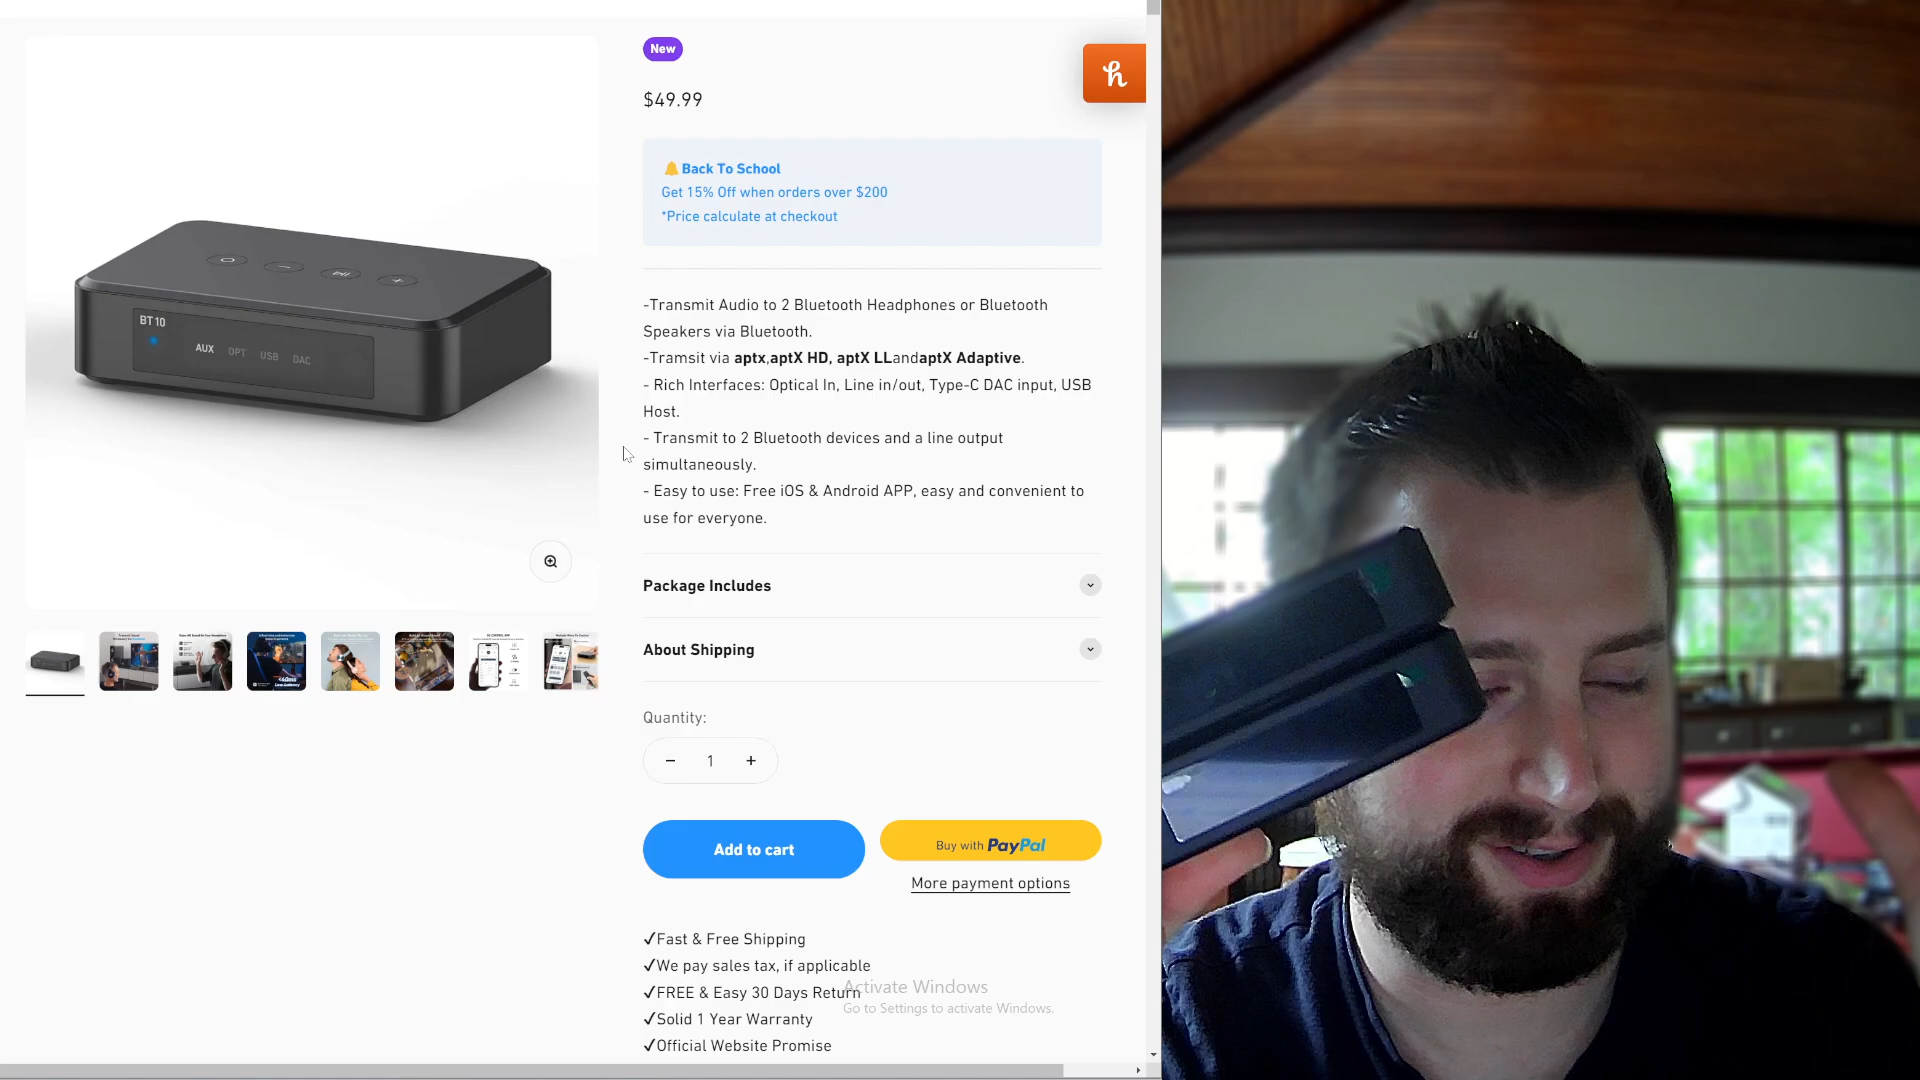 New
$49.99
🔔Back To School
Get 15% Off when orders over $200
*Price calculate at checkout
-Transmit Audio to 2 Bluetooth Headphones or Bluetooth
Speakers via Bluetooth.
-Transit via aptx,aptX HD, aptX LLandaptX Adaptive.
- Rich Interfaces: Optical In, Line in/out, Type-C DAC input, USB
Host.
- Transmit to 2 Bluetooth devices and a line output
simultaneously.
- Easy to use: Free iOS & Android APP, easy and convenient to
use for everyone.
Package Includes
About Shipping
Quantity:
− 1 +
Add to cart
Buy with PayPal
More payment options
✓Fast & Free Shipping
✓We pay sales tax, if applicable
✓FREE & Easy 30 Days Return
✓Solid 1 Year Warranty
✓Official Website Promise
Activate Windows
Go to Settings to activate Windows.
BT10
AUX OPT USB DAC